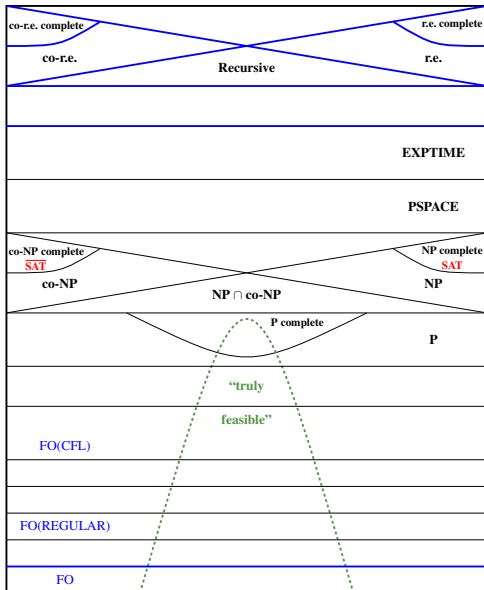 co-r.e. complete
r.e. complete
co-r.e.
r.e.
Recursive
EXPTIME
PSPACE
co-NP complete
NP complete
S̅A̅T̅
SAT
co-NP
NP
NP ∩ co-NP
P complete
P
“truly
feasible”
FO(CFL)
FO(REGULAR)
FO